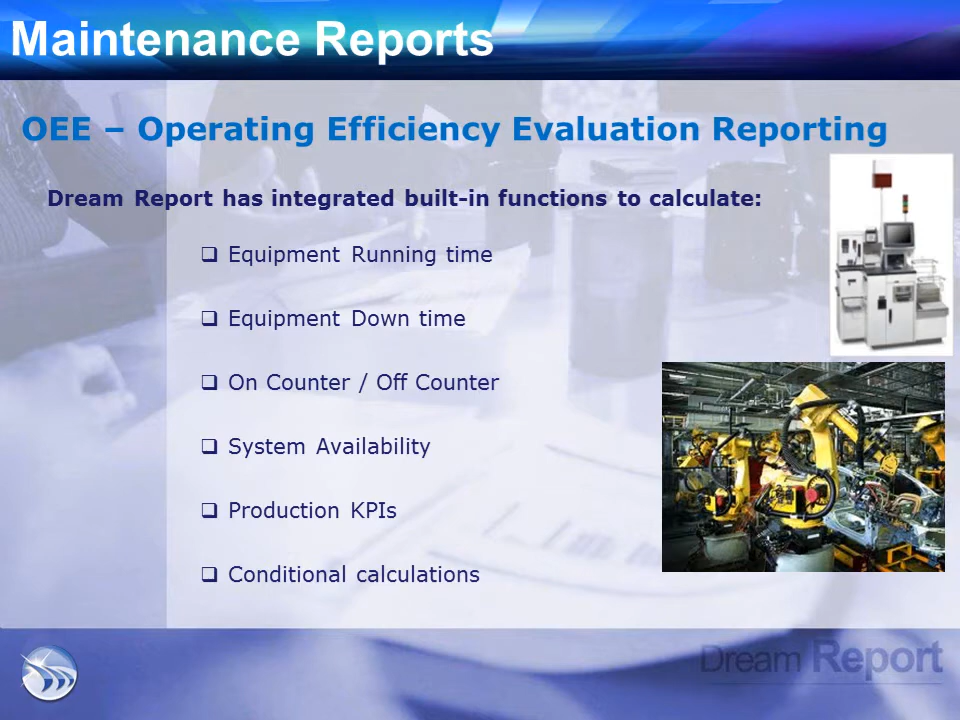 Maintenance Reports
OEE – Operating Efficiency Evaluation Reporting
Dream Report has integrated built-in functions to calculate:
❑ Equipment Running time
❑ Equipment Down time
❑ On Counter / Off Counter
❑ System Availability
❑ Production KPIs
❑ Conditional calculations
Dream Report